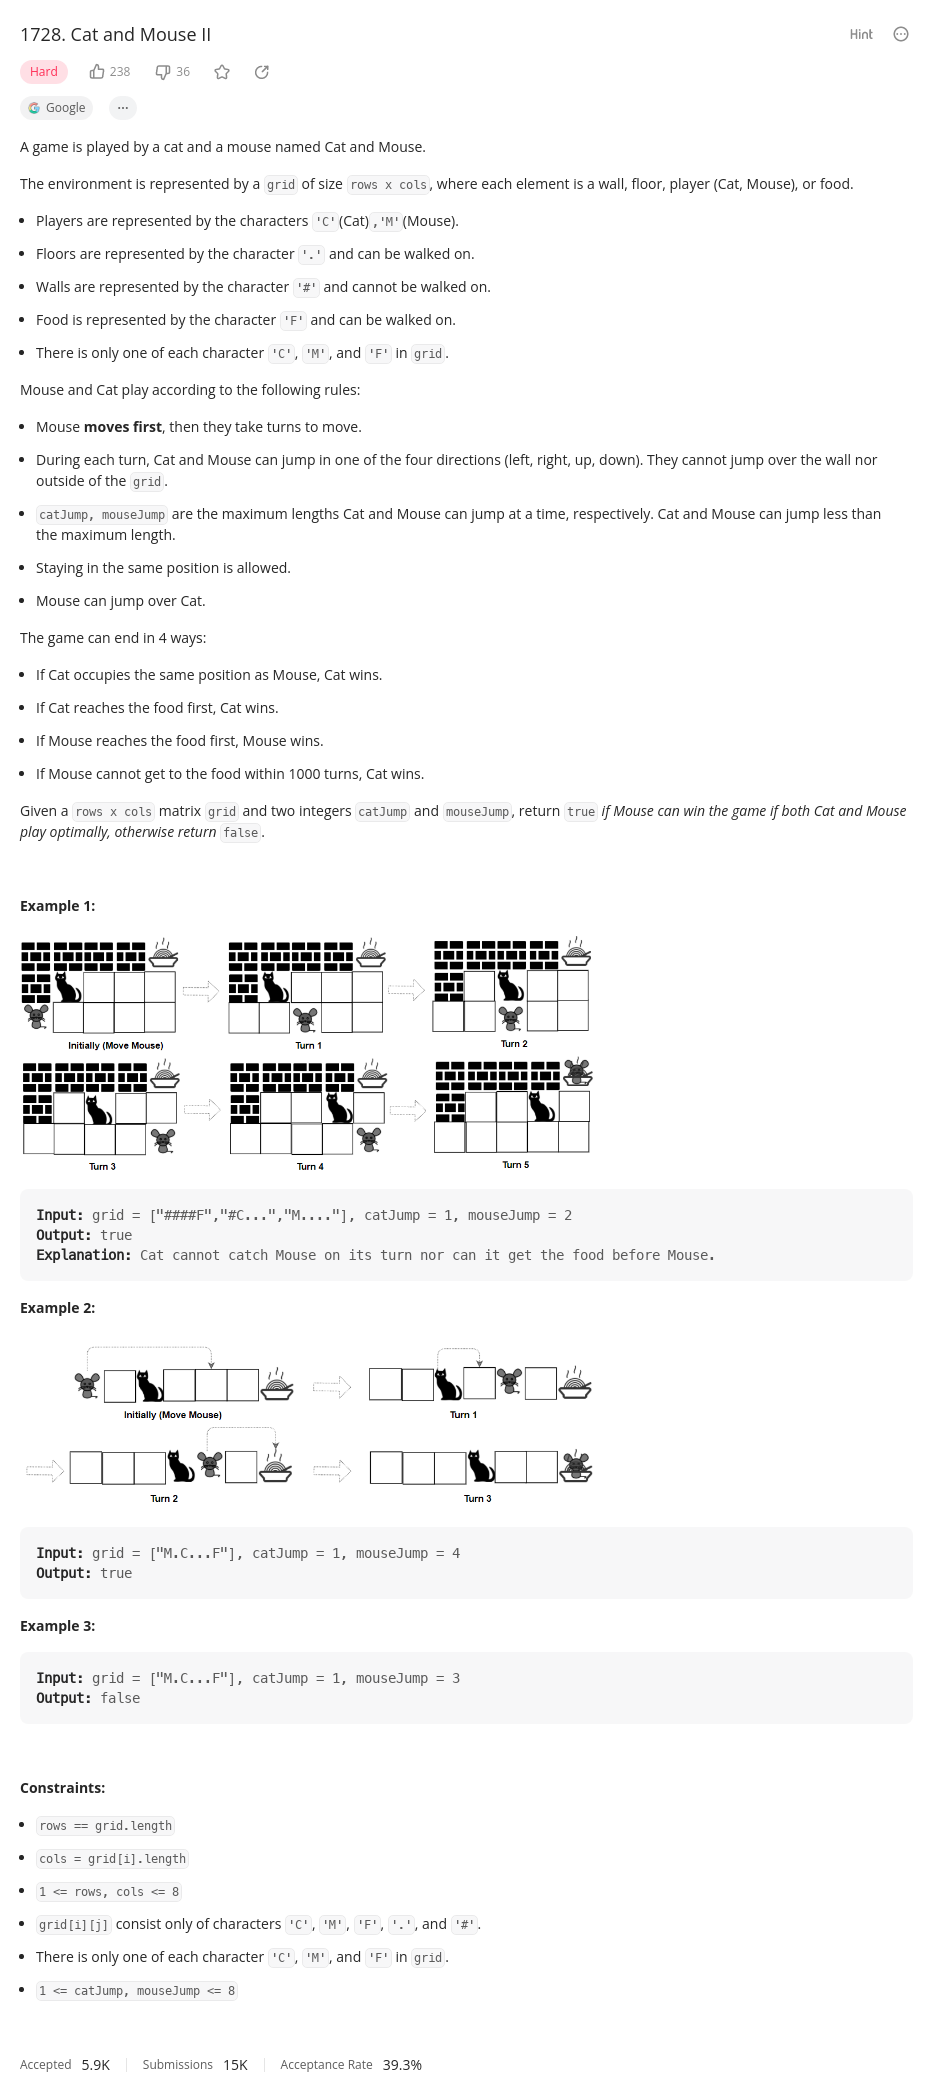 1728. Cat and Mouse II
Hint
Hard
238
36
Google
A game is played by a cat and a mouse named Cat and Mouse.
The environment is represented by a grid of size rows x cols, where each element is a wall, floor, player (Cat, Mouse), or food.
• Players are represented by the characters 'C'(Cat),'M'(Mouse).
• Floors are represented by the character '.' and can be walked on.
• Walls are represented by the character '#' and cannot be walked on.
• Food is represented by the character 'F' and can be walked on.
• There is only one of each character 'C', 'M', and 'F' in grid.
Mouse and Cat play according to the following rules:
• Mouse moves first, then they take turns to move.
• During each turn, Cat and Mouse can jump in one of the four directions (left, right, up, down). They cannot jump over the wall nor
outside of the grid.
• catJump, mouseJump are the maximum lengths Cat and Mouse can jump at a time, respectively. Cat and Mouse can jump less than
the maximum length.
• Staying in the same position is allowed.
• Mouse can jump over Cat.
The game can end in 4 ways:
• If Cat occupies the same position as Mouse, Cat wins.
• If Cat reaches the food first, Cat wins.
• If Mouse reaches the food first, Mouse wins.
• If Mouse cannot get to the food within 1000 turns, Cat wins.
Given a rows x cols matrix grid and two integers catJump and mouseJump, return true if Mouse can win the game if both Cat and Mouse
play optimally, otherwise return false.
Example 1:
Initially (Move Mouse)
Turn 1
Turn 2
Turn 3
Turn 4
Turn 5
Input: grid = ["####F","#C...","M...."], catJump = 1, mouseJump = 2
Output: true
Explanation: Cat cannot catch Mouse on its turn nor can it get the food before Mouse.
Example 2:
Initially (Move Mouse)
Turn 1
Turn 2
Turn 3
Input: grid = ["M.C...F"], catJump = 1, mouseJump = 4
Output: true
Example 3:
Input: grid = ["M.C...F"], catJump = 1, mouseJump = 3
Output: false
Constraints:
• rows == grid.length
• cols = grid[i].length
• 1 <= rows, cols <= 8
• grid[i][j] consist only of characters 'C', 'M', 'F', '.', and '#'.
• There is only one of each character 'C', 'M', and 'F' in grid.
• 1 <= catJump, mouseJump <= 8
Accepted 5.9K
Submissions 15K
Acceptance Rate 39.3%